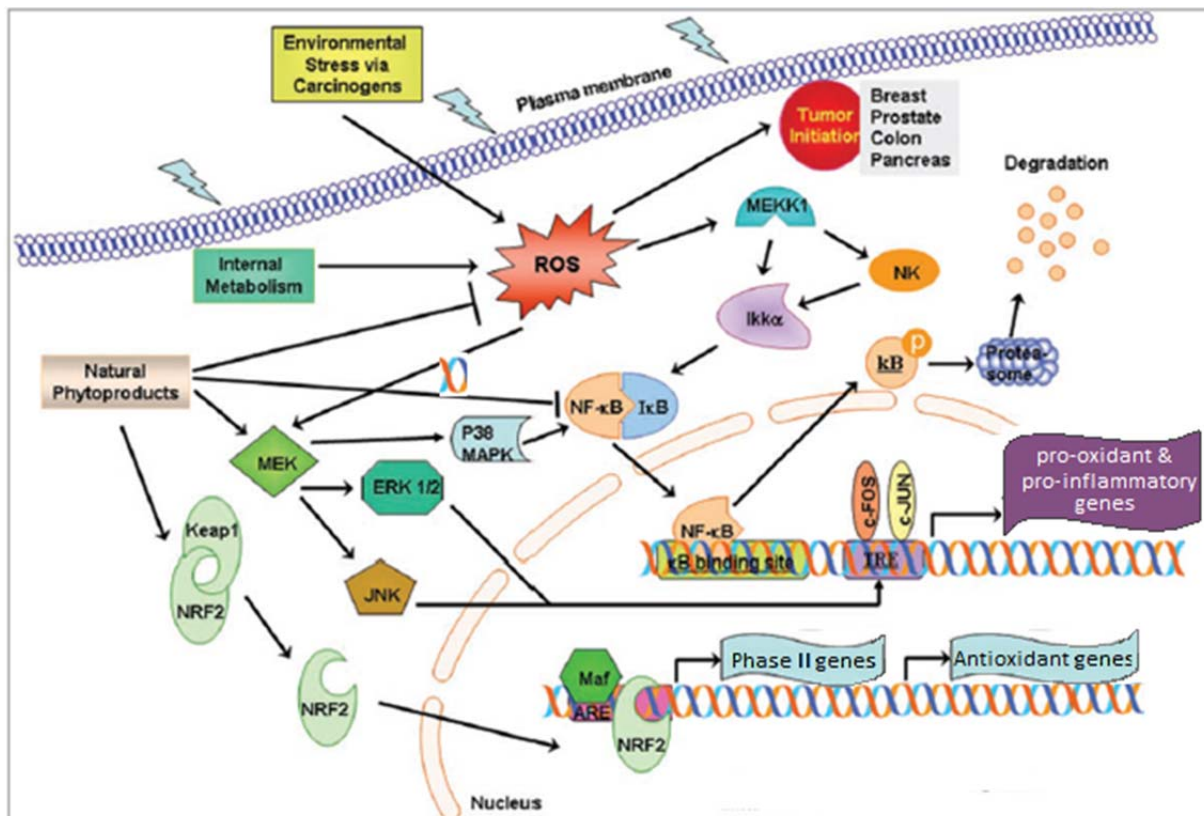 Environmental
Stress via
Carcinogens
Plasma membrane
Tumor
Initiation
Breast
Prostate
Colon
Pancreas
Degradation
MEKK1
ROS
Internal
Metabolism
NK
Ikkα
Natural
Phytoproducts
kB
p
Protea-
some
NF-κB
IκB
P38
MAPK
MEK
ERK 1/2
pro-oxidant &
pro-inflammatory
genes
c-FOS
c-JUN
NF-κB
κB binding site
IRE
Keap1
NRF2
JNK
Phase II genes
Antioxidant genes
Maf
ARE
NRF2
NRF2
Nucleus